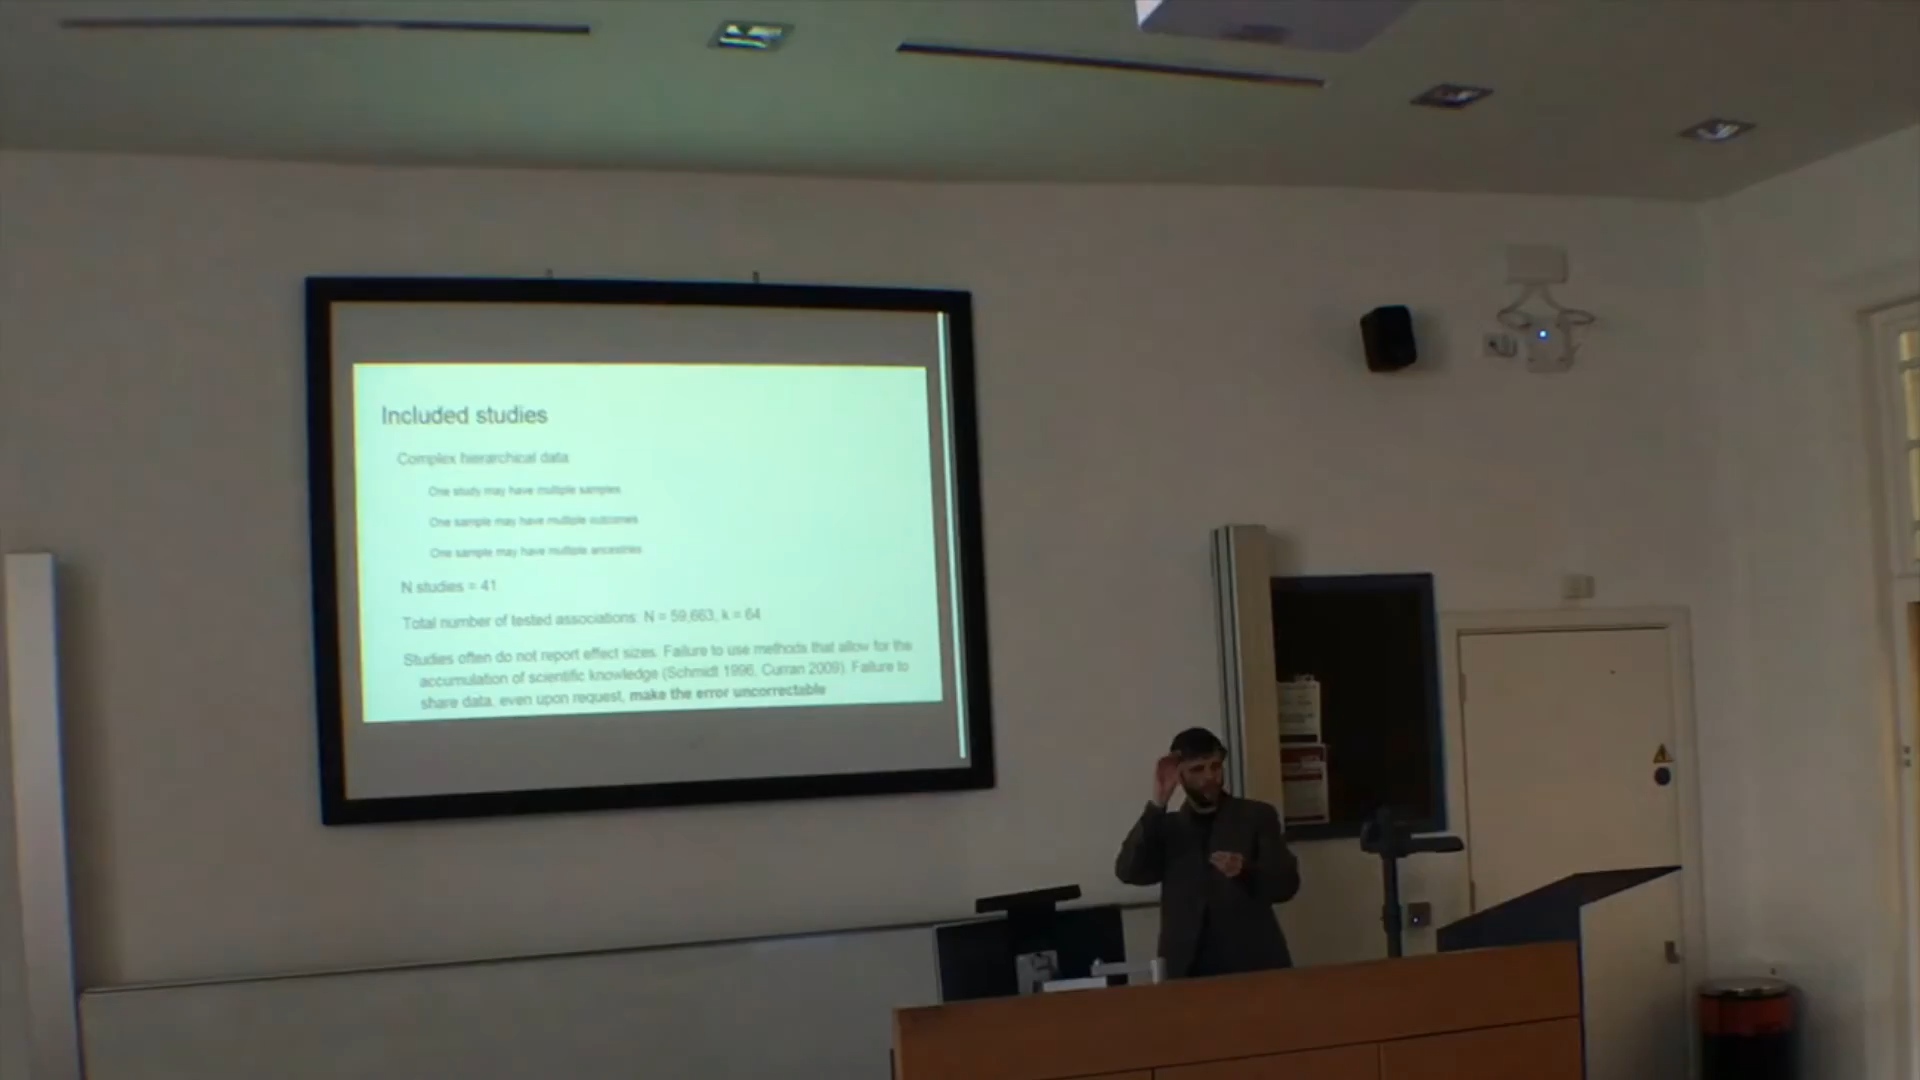 Included studies
Complex hierarchical data
One study may have multiple samples
One sample may have multiple outcomes
One sample may have multiple ancestries
N studies = 41
Total number of tested associations: N = 59,663, k = 64
Studies often do not report effect sizes. Failure to use methods that allow for the
accumulation of scientific knowledge (Schmidt 1996, Curran 2009). Failure to
share data, even upon request, make the error uncorrectable